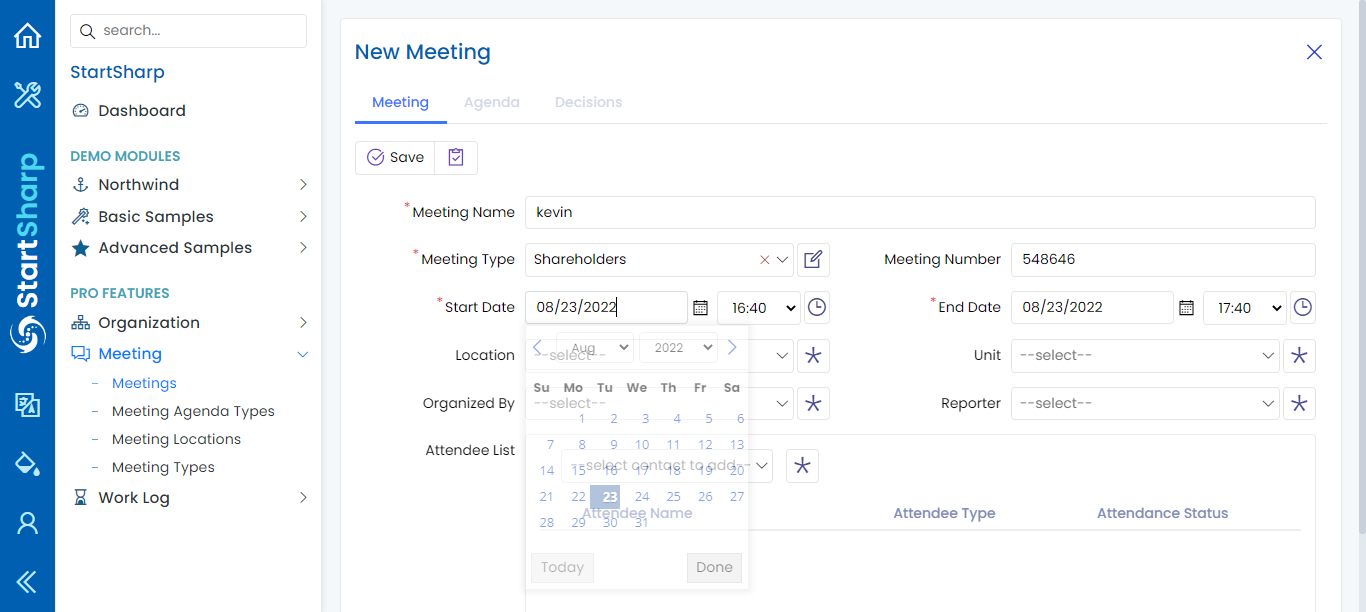 search...
StartSharp
Dashboard
DEMO MODULES
Northwind
Basic Samples
Advanced Samples
PRO FEATURES
Organization
Meeting
Meetings
Meeting Agenda Types
Meeting Locations
Meeting Types
Work Log
StartSharp
New Meeting
Meeting Agenda Decisions
Save
*Meeting Name kevin
*Meeting Type Shareholders Meeting Number 548646
*Start Date 08/23/2022 16:40 *End Date 08/23/2022 17:40
Location --select-- Unit --select--
Aug 2022
Su Mo Tu We Th Fr Sa
Organized By --select-- Reporter --select--
1 2 3 4 5 6
7 8 9 10 11 12 13
Attendee List
--select contact to add--
14 15 16 17 18 19 20
21 22 23 24 25 26 27
Attendee Name Attendee Type Attendance Status
28 29 30 31
Today Done